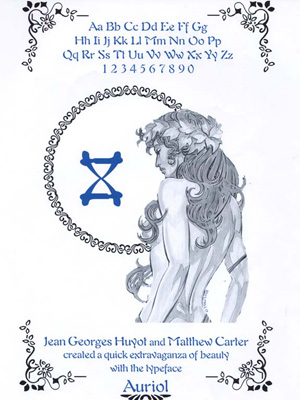 Aa Bb Cc Dd Ee Ff Gg
Hh Ii Jj Kk Ll Mm Nn Oo Pp
Qq Rr Ss Tt Uu Vv Ww Xx Yy Zz
1 2 3 4 5 6 7 8 9 0
Jean Georges Huyot and Matthew Carter
created a quick extravaganza of beauty
with the typeface
Auriol